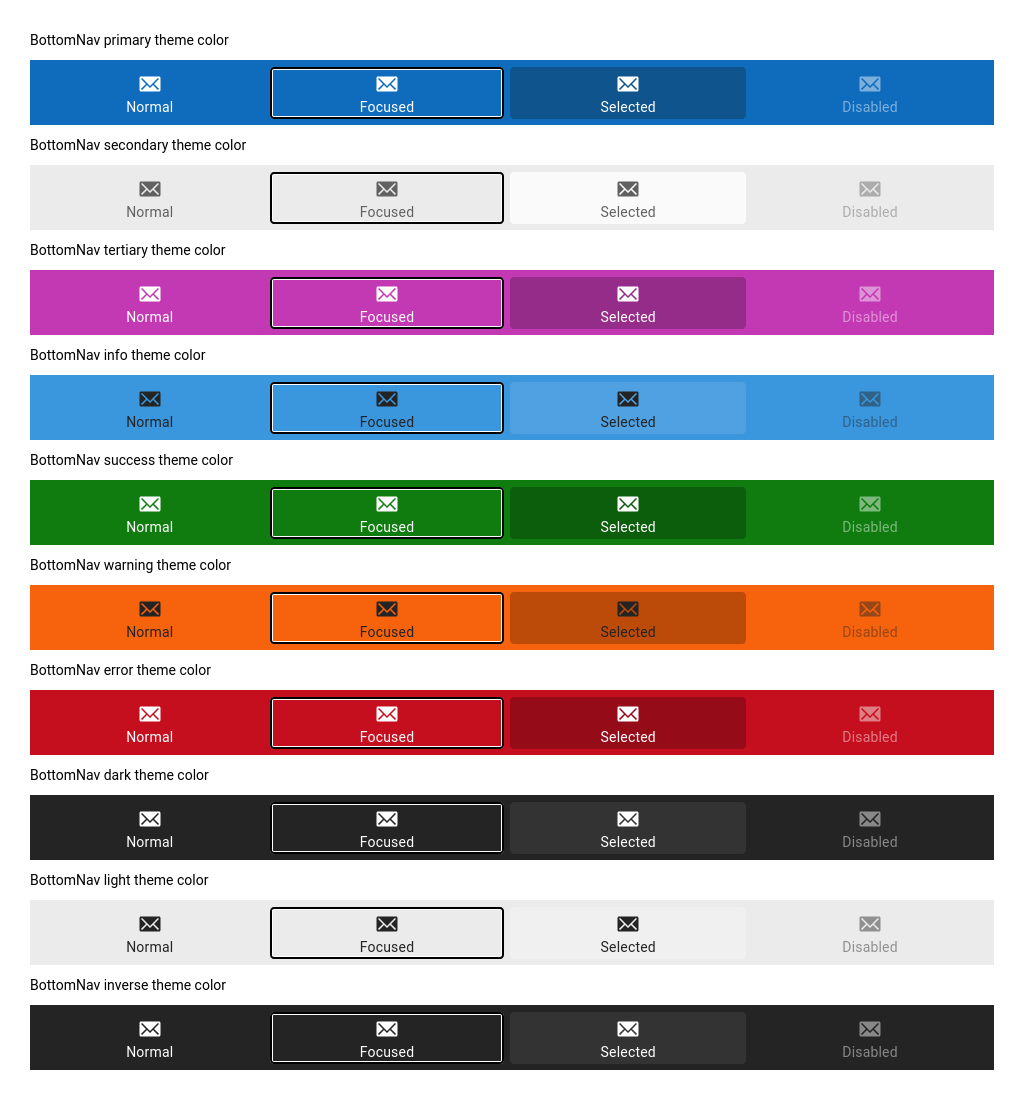 BottomNav primary theme color
Normal Focused Selected Disabled
BottomNav secondary theme color
Normal Focused Selected Disabled
BottomNav tertiary theme color
Normal Focused Selected Disabled
BottomNav info theme color
Normal Focused Selected Disabled
BottomNav success theme color
Normal Focused Selected Disabled
BottomNav warning theme color
Normal Focused Selected Disabled
BottomNav error theme color
Normal Focused Selected Disabled
BottomNav dark theme color
Normal Focused Selected Disabled
BottomNav light theme color
Normal Focused Selected Disabled
BottomNav inverse theme color
Normal Focused Selected Disabled